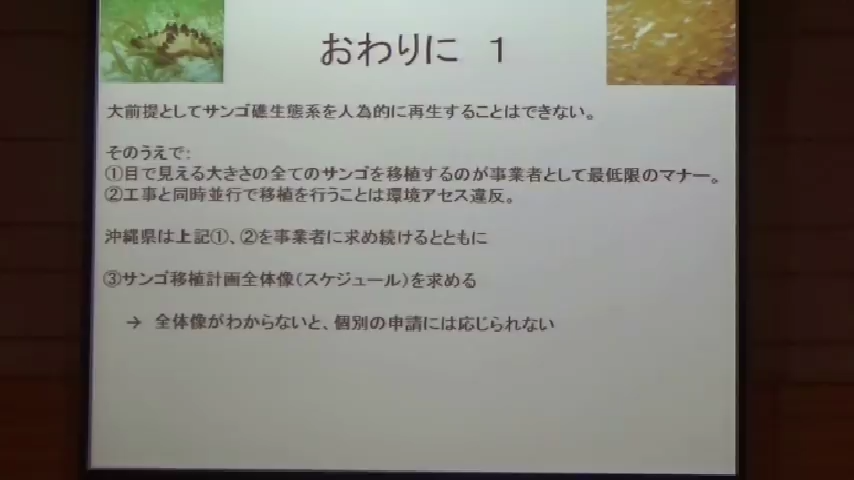 おわりに 1
大前提としてサンゴ礁生態系を人為的に再生することはできない。
そのうえで:
①目で見える大きさの全てのサンゴを移植するのが事業者として最低限のマナー。
②工事と同時並行で移植を行うことは環境アセス違反。
沖縄県は上記①、②を事業者に求め続けるとともに
③サンゴ移植計画全体像(スケジュール)を求める
→ 全体像がわからないと、個別の申請には応じられない